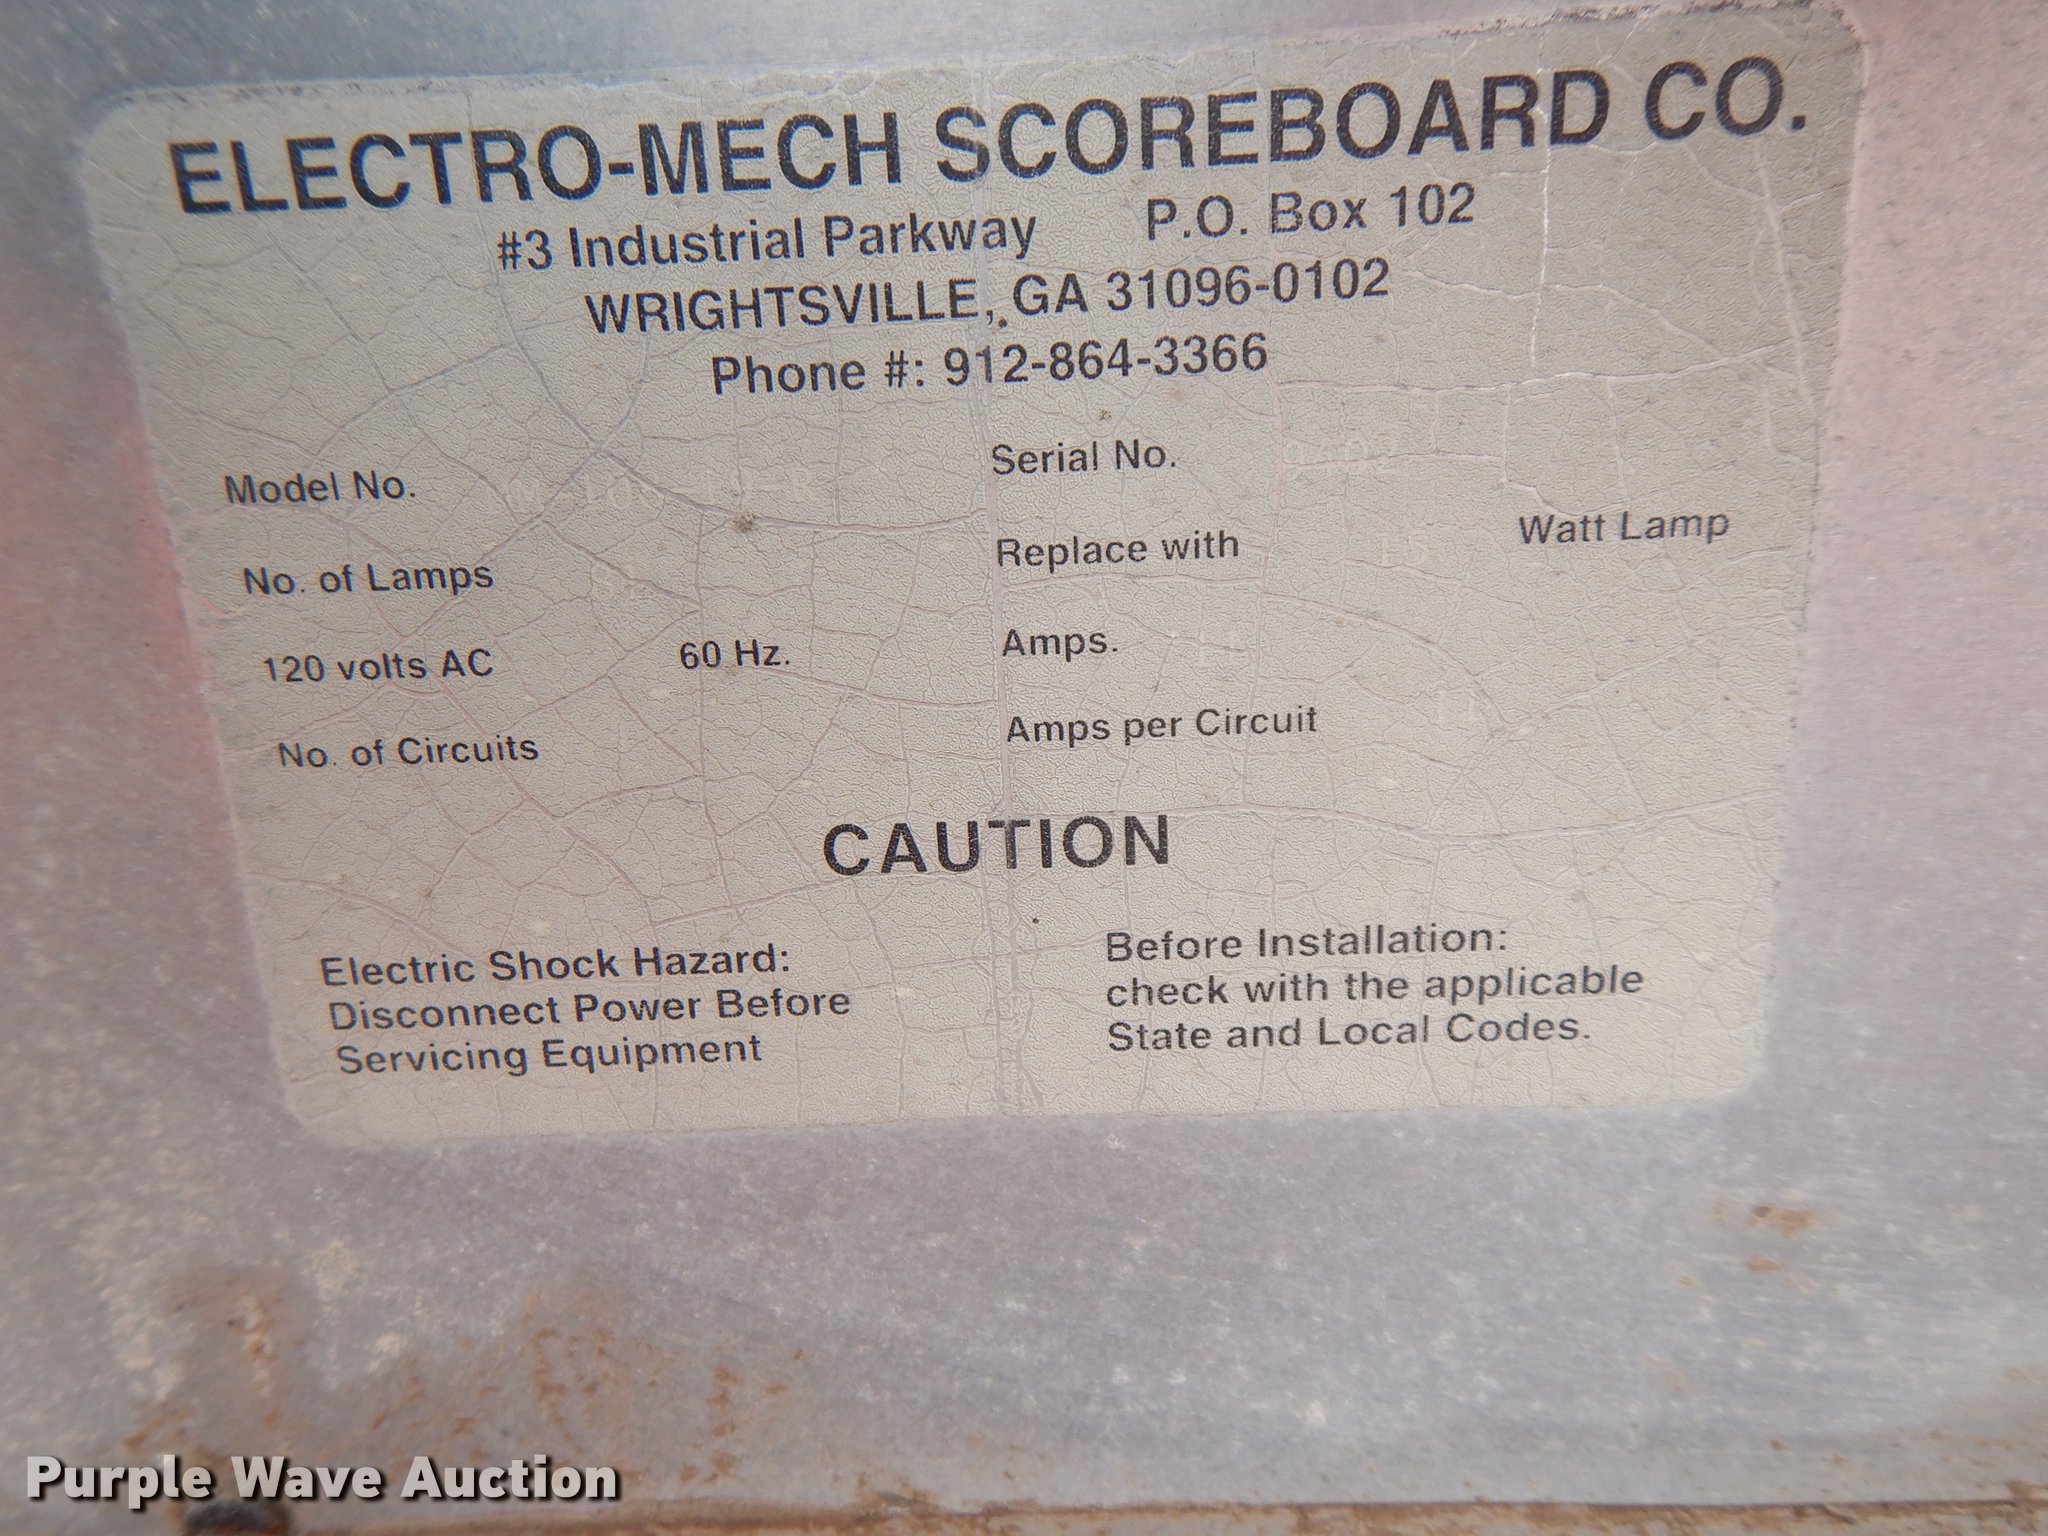 ELECTRO-MECH SCOREBOARD CO.
#3 Industrial Parkway P.O. Box 102
WRIGHTSVILLE, GA 31096-0102
Phone #: 912-864-3366
Model No. Serial No.
No. of Lamps Replace with 15 Watt Lamp
120 volts AC 60 Hz. Amps.
No. of Circuits Amps per Circuit
CAUTION
Electric Shock Hazard:
Disconnect Power Before
Servicing Equipment
Before Installation:
check with the applicable
State and Local Codes.
Purple Wave Auction